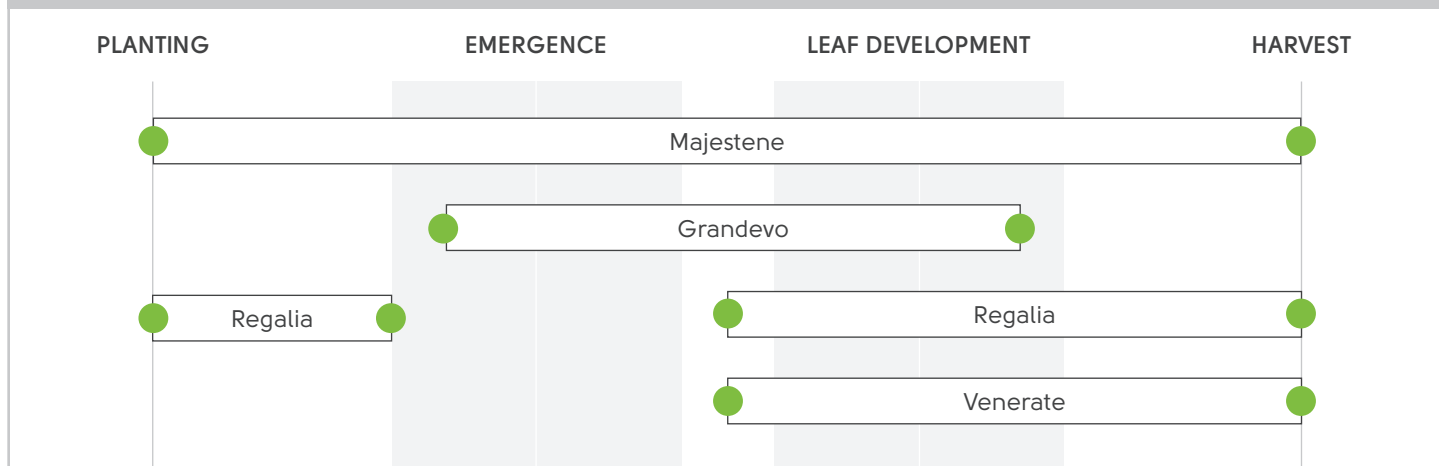 PLANTING EMERGENCE LEAF DEVELOPMENT HARVEST
Majestene
Grandevo
Regalia Regalia
Venerate